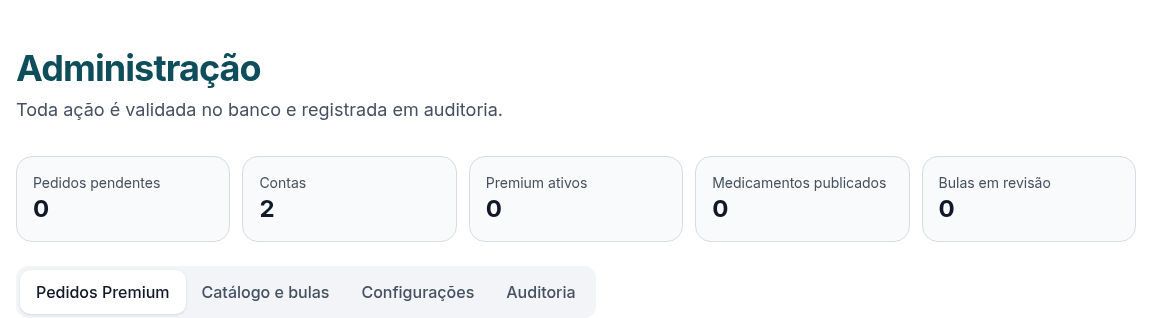 Administração
Toda ação é validada no banco e registrada em auditoria.
Pedidos pendentes
0
Contas
2
Premium ativos
0
Medicamentos publicados
0
Bulas em revisão
0
Pedidos Premium
Catálogo e bulas
Configurações
Auditoria